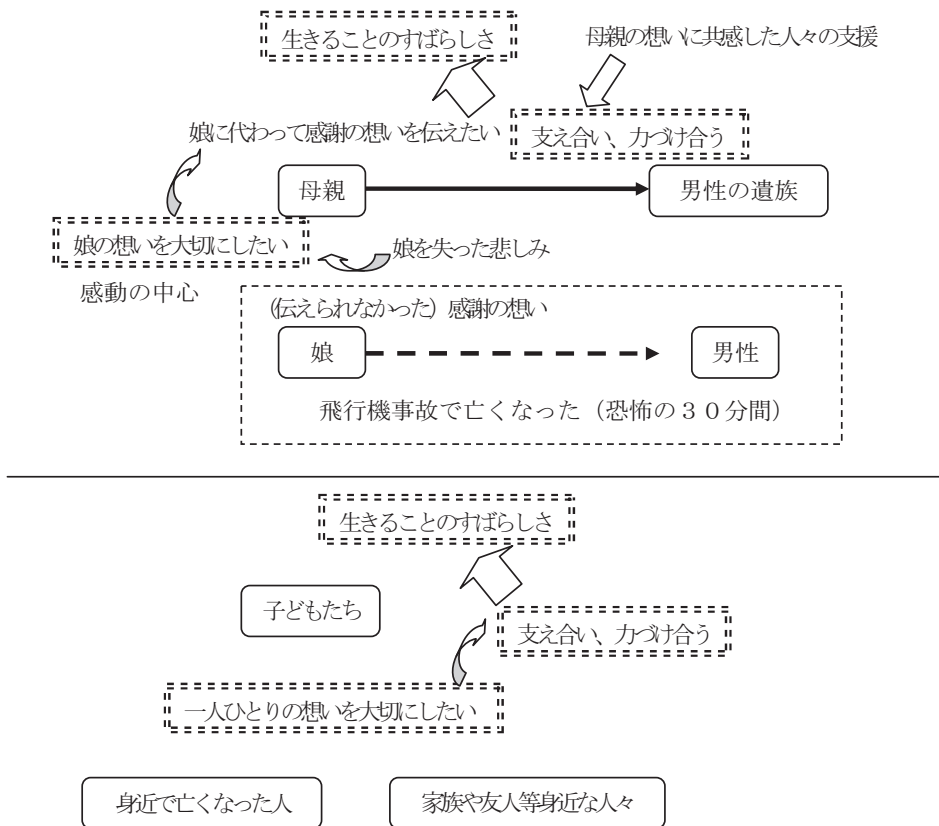 生きることのすばらしさ
母親の想いに共感した人々の支援
娘に代わって感謝の想いを伝えたい
支え合い、力づけ合う
母親
男性の遺族
娘の想いを大切にしたい
娘を失った悲しみ
感動の中心
(伝えられなかった）感謝の想い
娘
男性
飛行機事故で亡くなった（恐怖の３０分間）
生きることのすばらしさ
子どもたち
支え合い、力づけ合う
一人ひとりの想いを大切にしたい
身近で亡くなった人
家族や友人等身近な人々